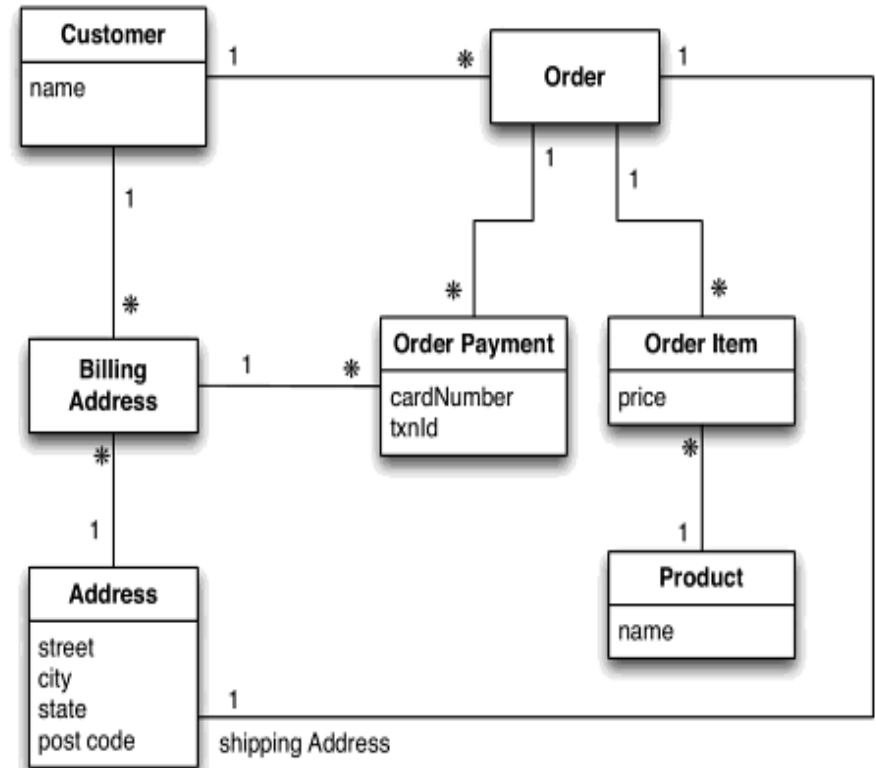 Customer
name
1
*
Order
1
1
*
1
*
1
*
Billing
Address
1
*
Order Payment
cardNumber
txnId
Order Item
price
*
1
*
1
Product
name
Address
street
city
state
post code
1
shipping Address